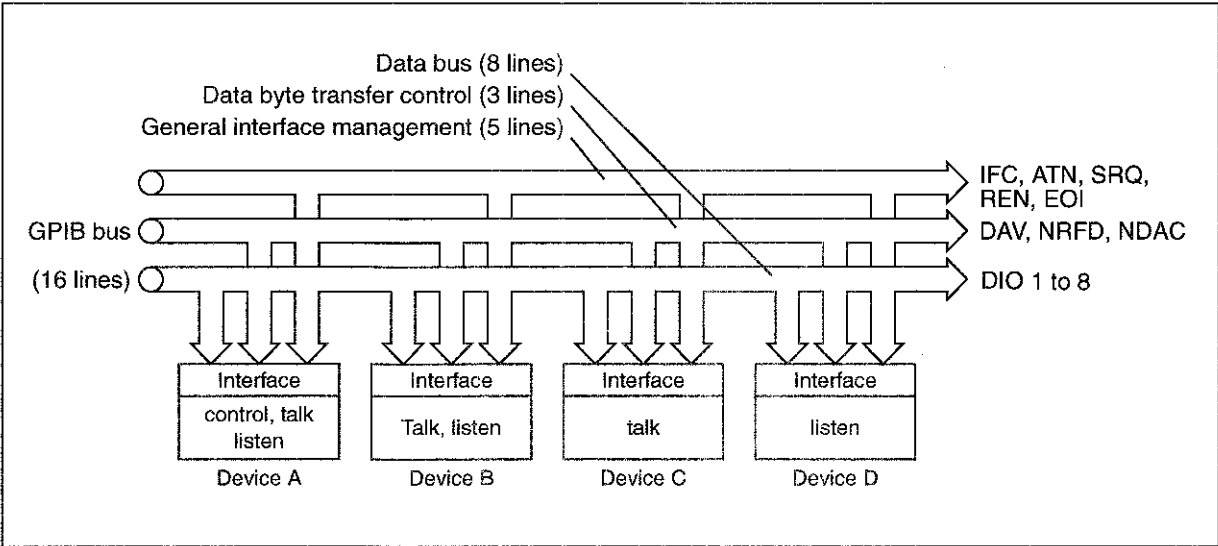 Data bus (8 lines)
Data byte transfer control (3 lines)
General interface management (5 lines)
IFC, ATN, SRQ,
REN, EOI
GPIB bus
DAV, NRFD, NDAC
(16 lines)
DIO 1 to 8
Interface
control, talk
listen
Device A
Interface
Talk, listen
Device B
Interface
talk
Device C
Interface
listen
Device D